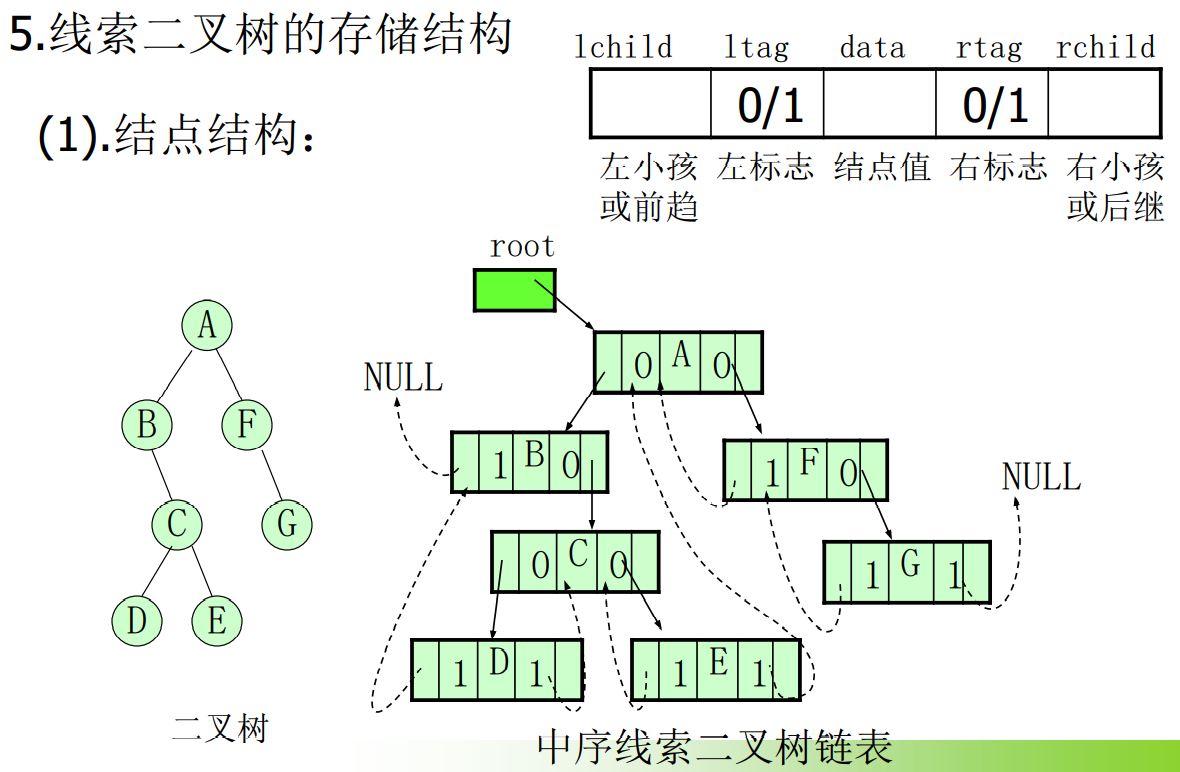 5.线索二叉树的存储结构
lchild ltag data rtag rchild
0/1 0/1
(1).结点结构：
左小孩 左标志 结点值 右标志 右小孩
或前趋 或后继
root
A
0 A 0
NULL
B F
1 B 0
1 F 0
NULL
C G
0 C 0
1 G 1
D E
1 D 1
1 E 1
二叉树
中序线索二叉树链表